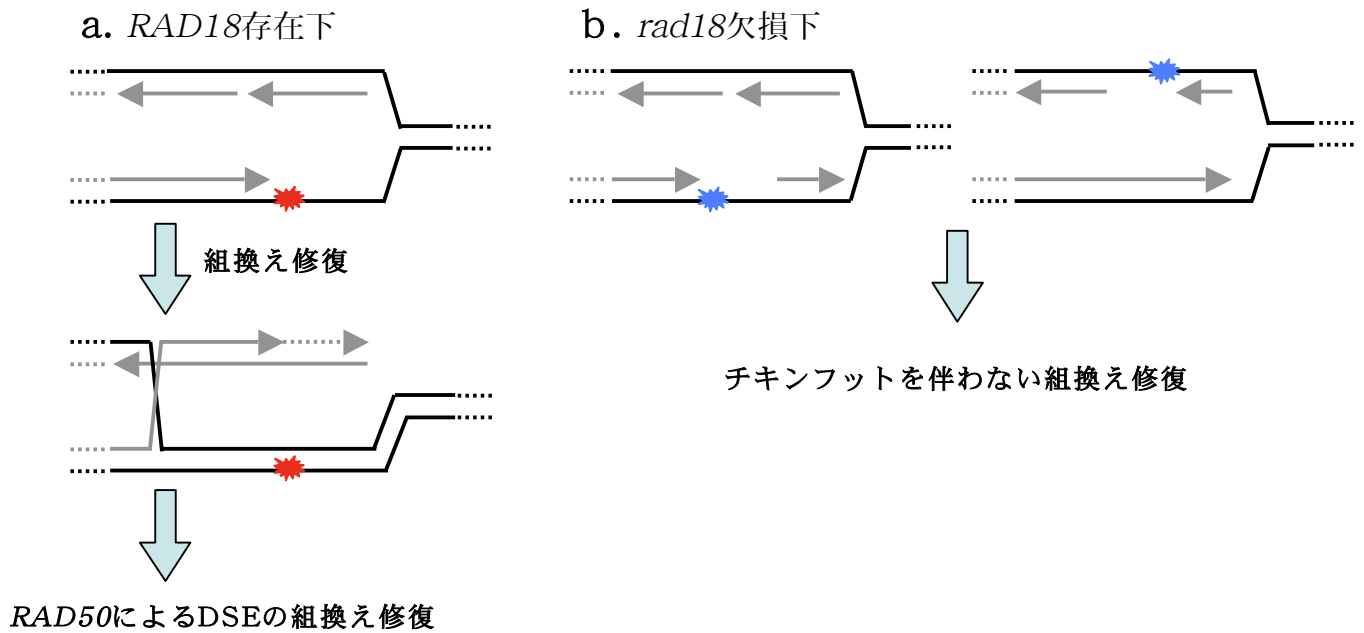 a. RAD18存在下
b. rad18欠損下
組換え修復
チキンフットを伴わない組換え修復
RAD50によるDSEの組換え修復